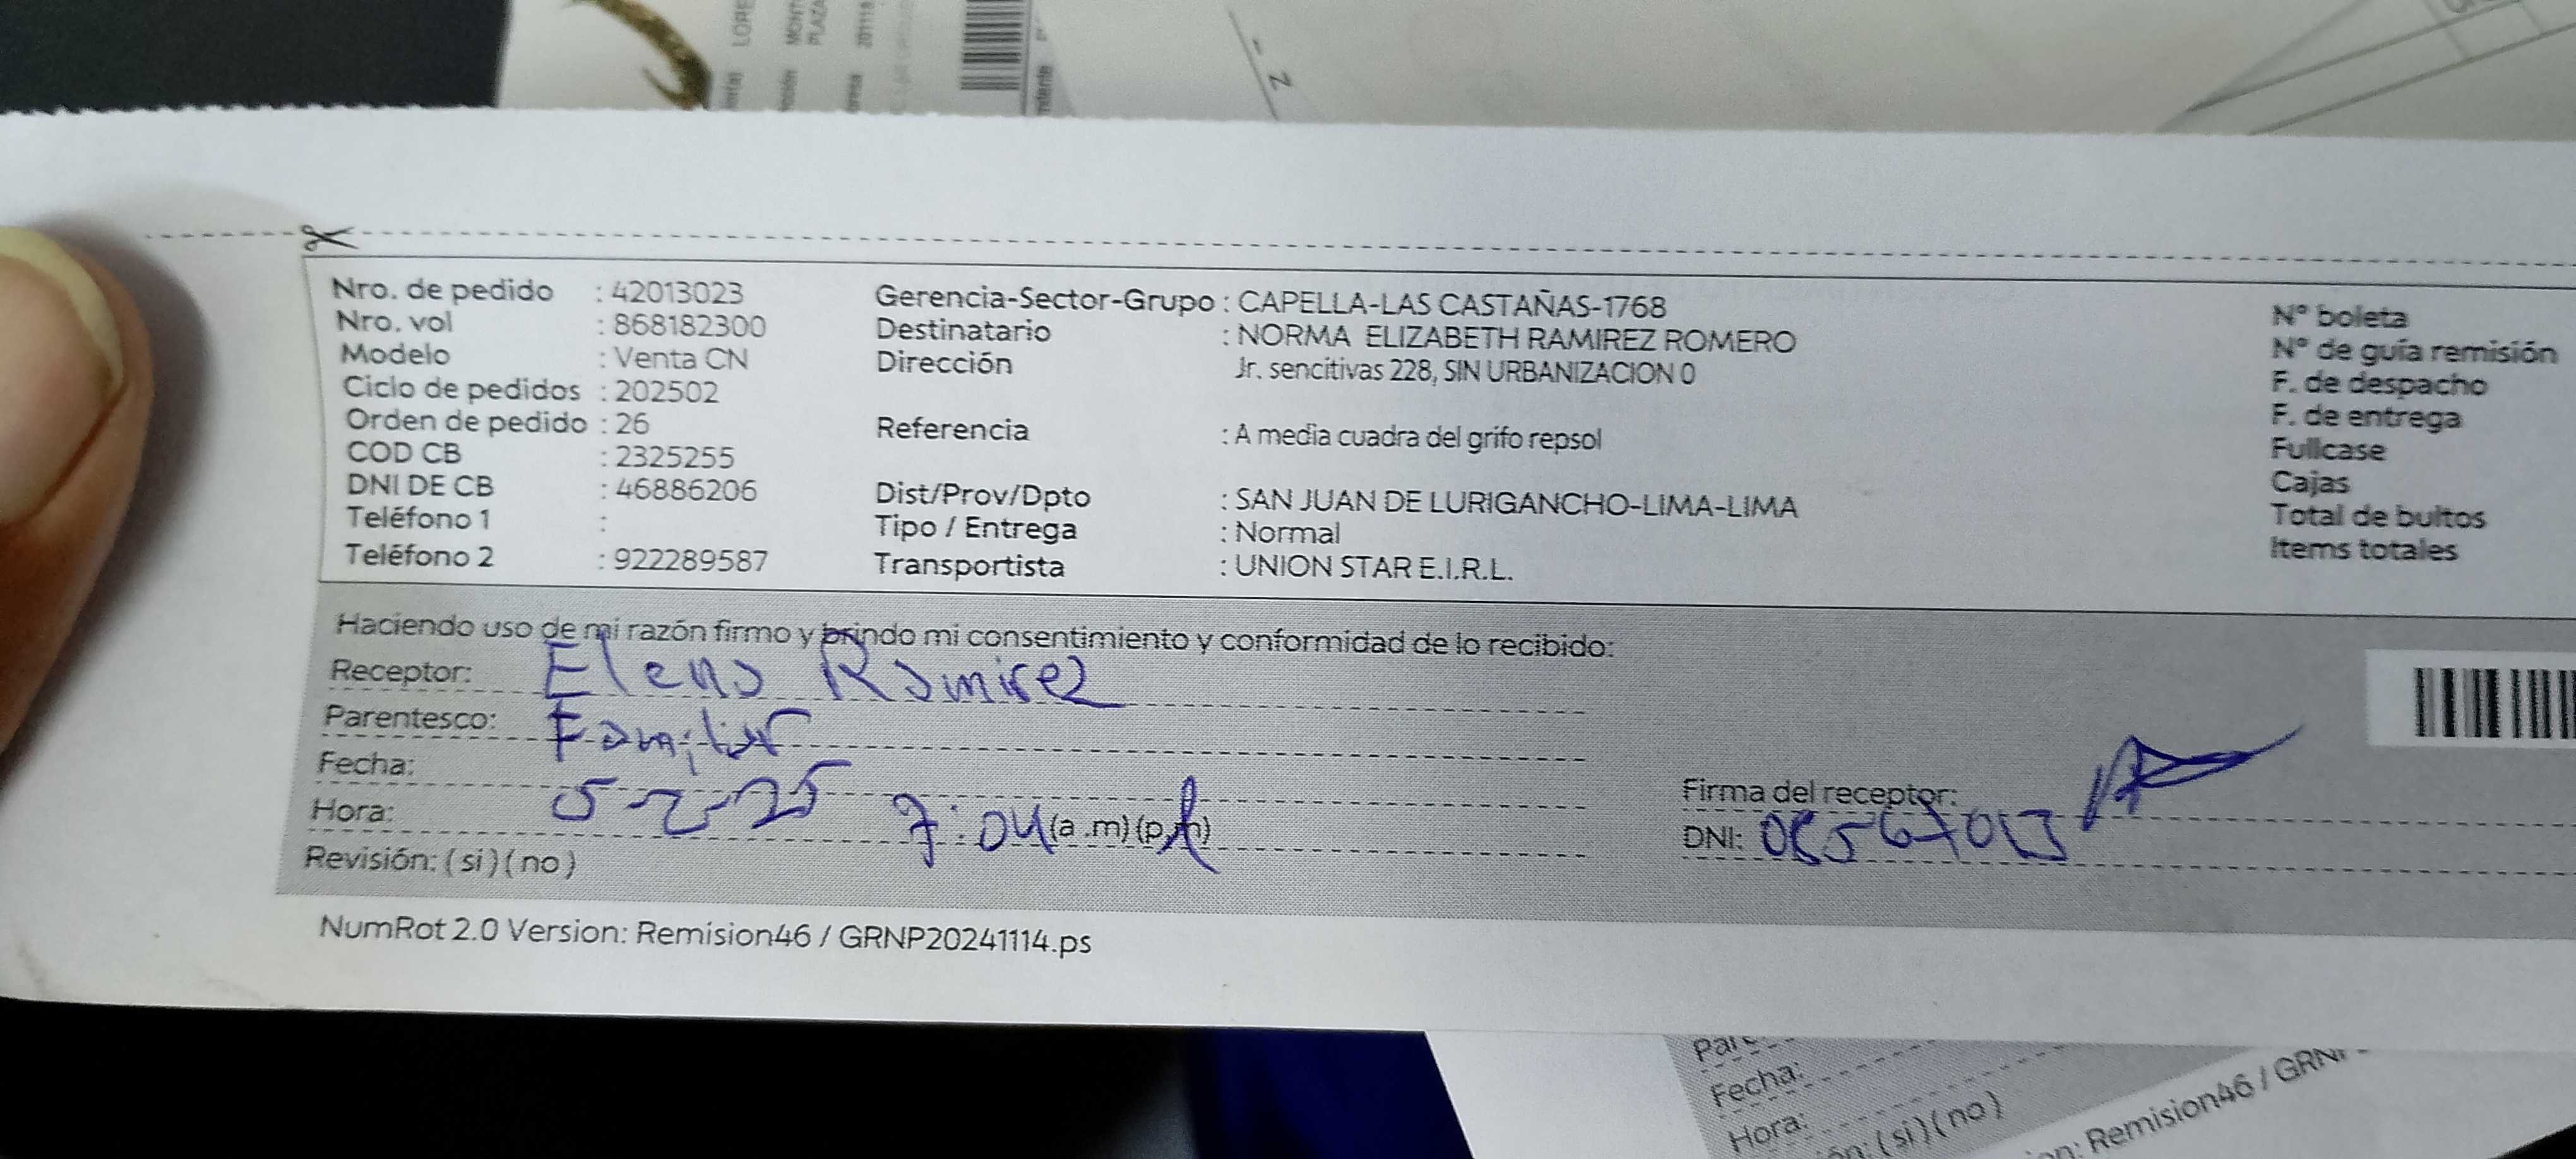 Nro. de pedido : 42013023
Nro. vol : 868182300
Modelo : Venta CN
Ciclo de pedidos : 202502
Orden de pedido : 26
COD CB : 2325255
DNI DE CB : 46886206
Teléfono 1 :
Teléfono 2 : 922289587
Gerencia-Sector-Grupo : CAPELLA-LAS CASTAÑAS-1768
Destinatario : NORMA ELIZABETH RAMIREZ ROMERO
Dirección Jr. sencitivas 228, SIN URBANIZACION 0
Referencia : A media cuadra del grifo repsol
Dist/Prov/Dpto : SAN JUAN DE LURIGANCHO-LIMA-LIMA
Tipo / Entrega : Normal
Transportista : UNION STAR E.I.R.L.
N° boleta
N° de guía remisión
F. de despacho
F. de entrega
Fullcase
Cajas
Total de bultos
Items totales
Haciendo uso de mi razón firmo y brindo mi consentimiento y conformidad de lo recibido:
Receptor: Elena Ramirez
Parentesco: Familiar
Fecha: 5-2-25
Hora: 7:04 (a.m) (p.m)
Revisión: (si) (no)
Firma del receptor:
DNI:
NumRot 2.0 Version: Remision46 / GRNP20241114.ps
Fecha:
Hora:
(si) (no)
Remision46 /